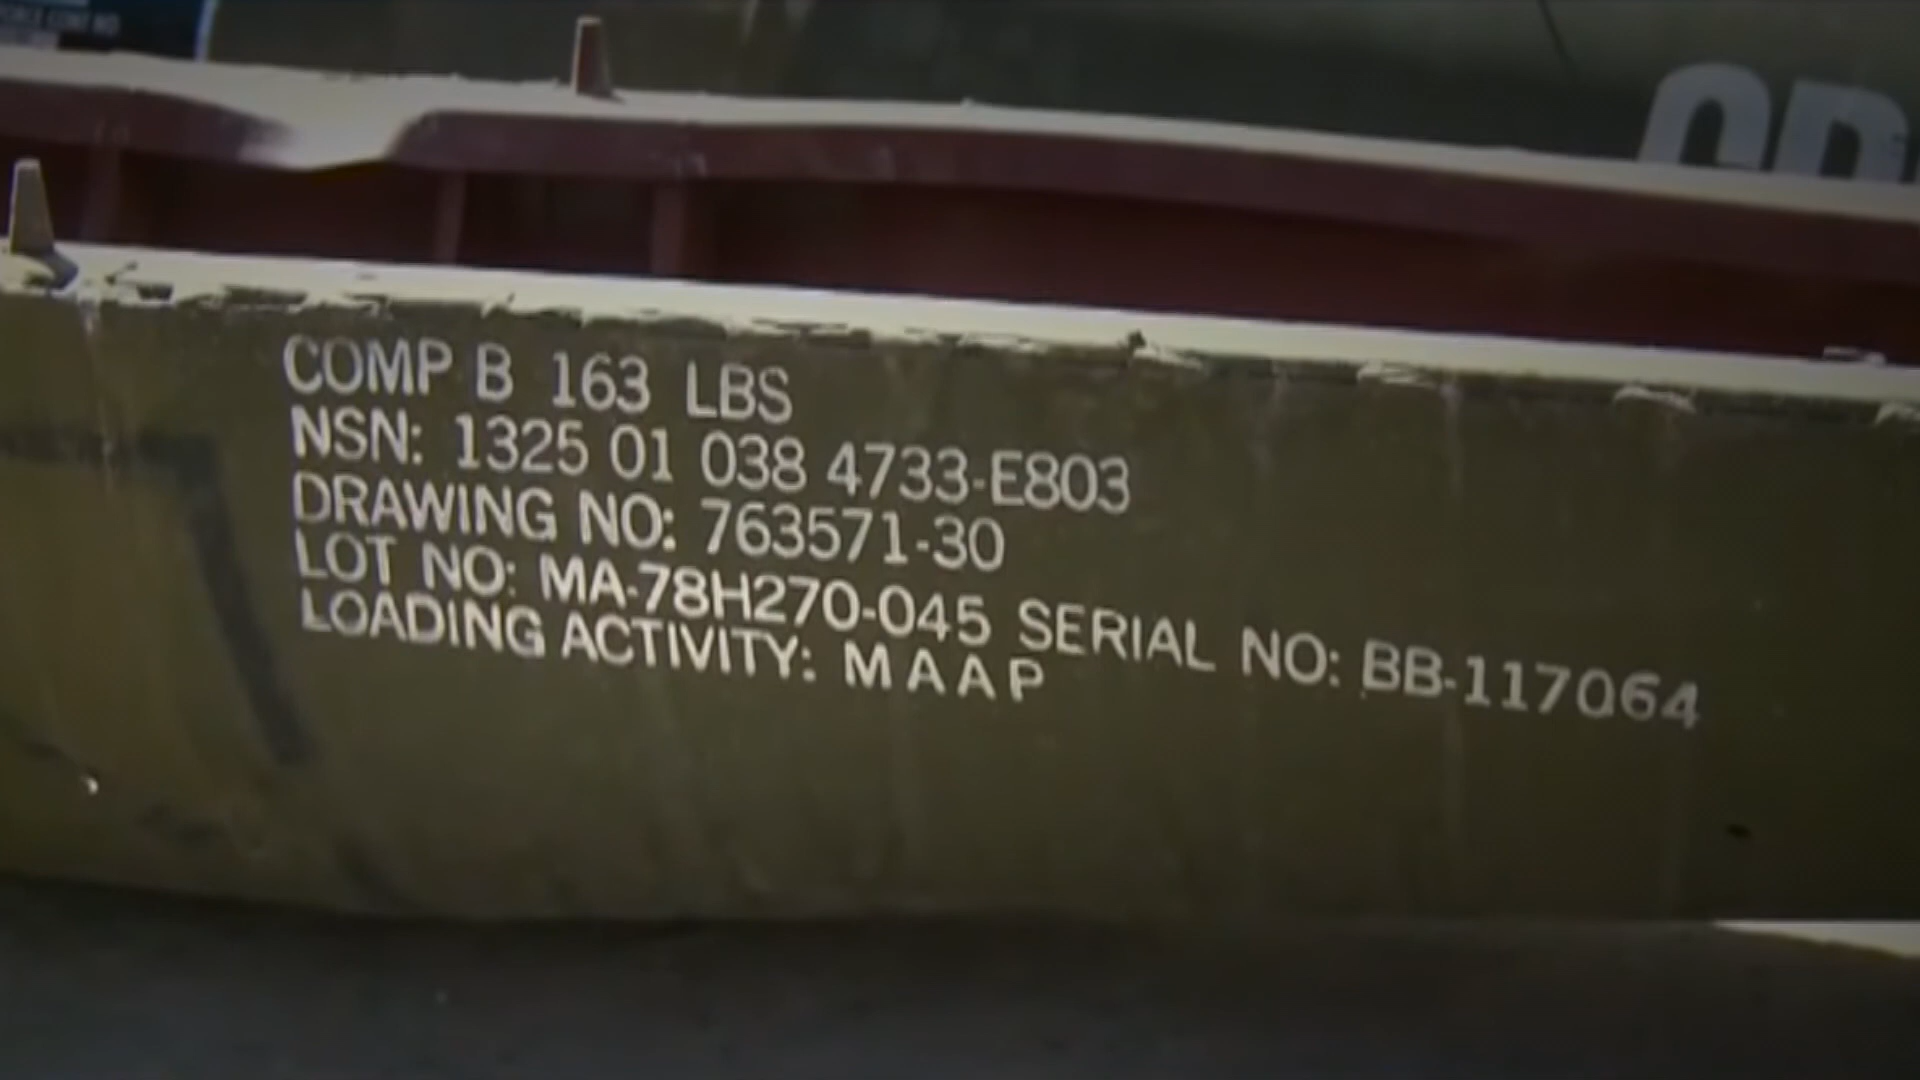 COMP B 163 LBS
NSN: 1325 01 038 4733-E803
DRAWING NO: 763571-30
LOT NO: MA-78H270-045 SERIAL NO: BB-117064
LOADING ACTIVITY: MAAP